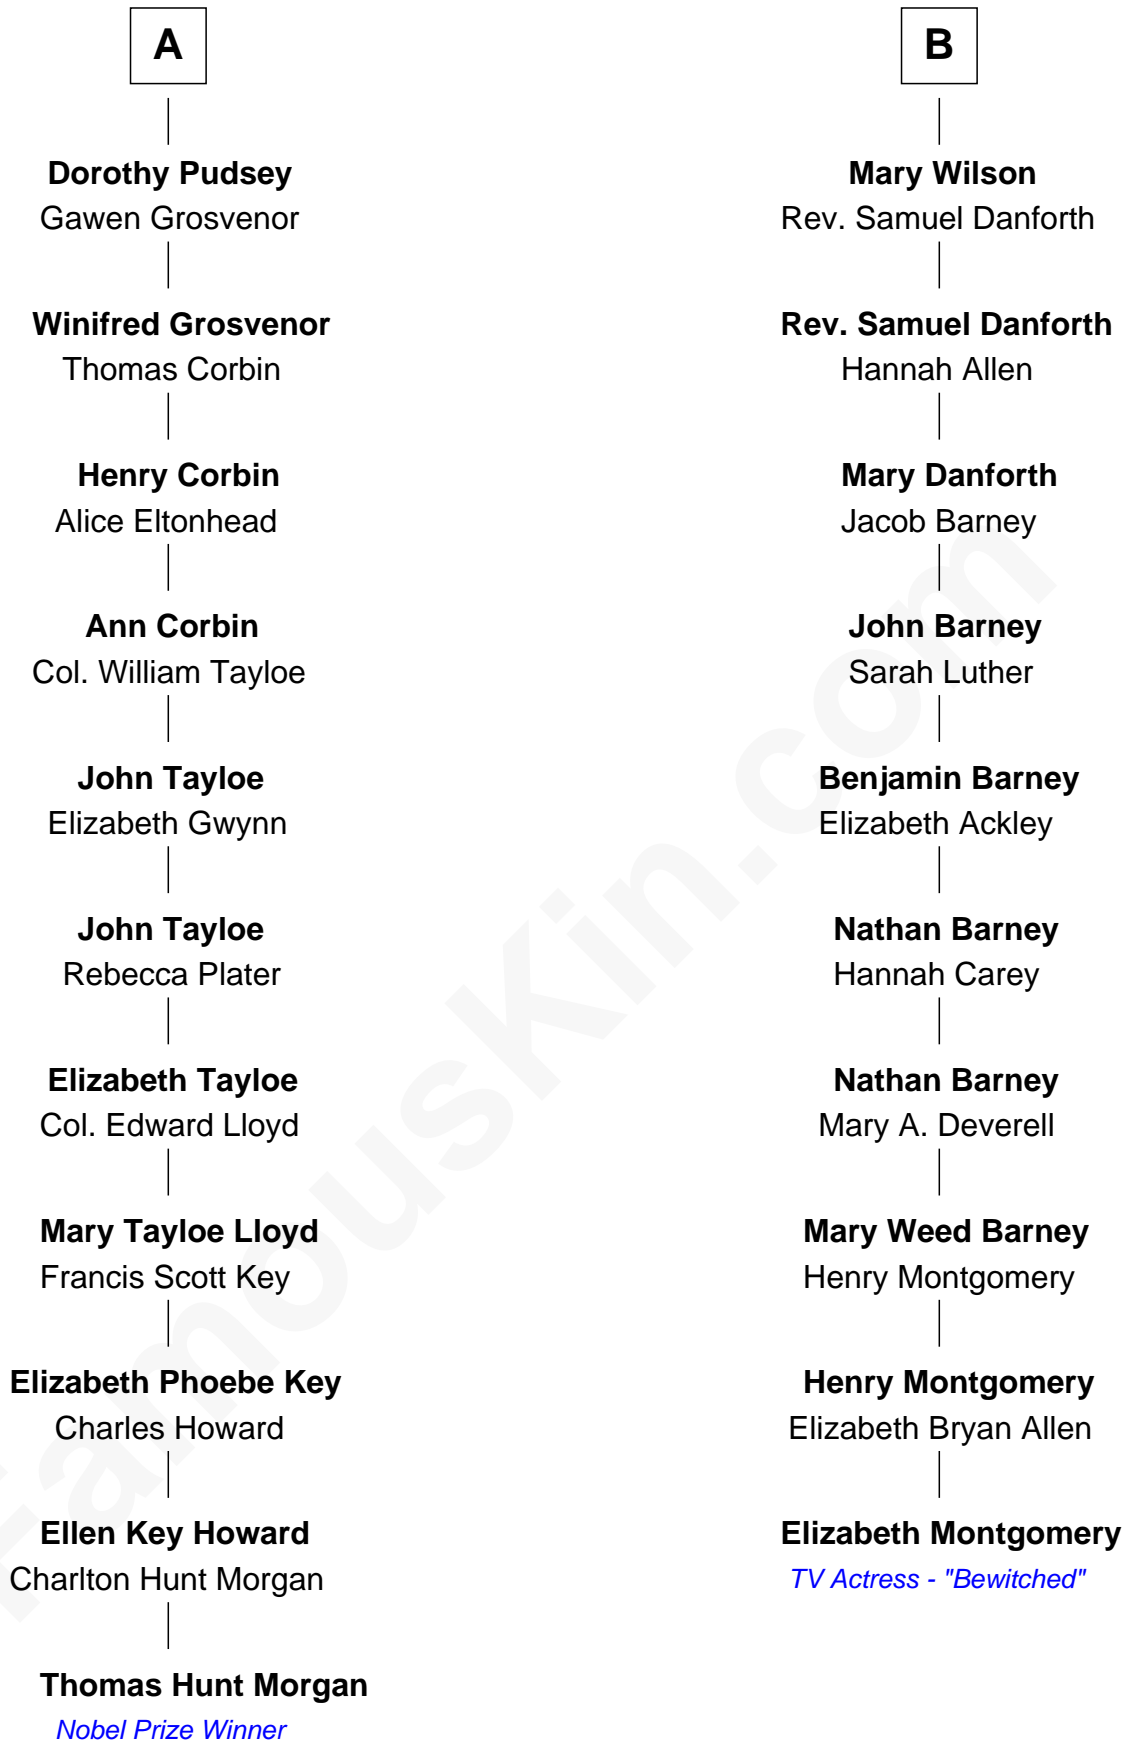 A
Dorothy Pudsey
Gawen Grosvenor
Winifred Grosvenor
Thomas Corbin
Henry Corbin
Alice Eltonhead
Ann Corbin
Col. William Tayloe
John Tayloe
Elizabeth Gwynn
John Tayloe
Rebecca Plater
Elizabeth Tayloe
Col. Edward Lloyd
Mary Tayloe Lloyd
Francis Scott Key
Elizabeth Phoebe Key
Charles Howard
Ellen Key Howard
Charlton Hunt Morgan
Thomas Hunt Morgan
Nobel Prize Winner
B
Mary Wilson
Rev. Samuel Danforth
Rev. Samuel Danforth
Hannah Allen
Mary Danforth
Jacob Barney
John Barney
Sarah Luther
Benjamin Barney
Elizabeth Ackley
Nathan Barney
Hannah Carey
Nathan Barney
Mary A. Deverell
Mary Weed Barney
Henry Montgomery
Henry Montgomery
Elizabeth Bryan Allen
Elizabeth Montgomery
TV Actress - "Bewitched"
FamousKin.com